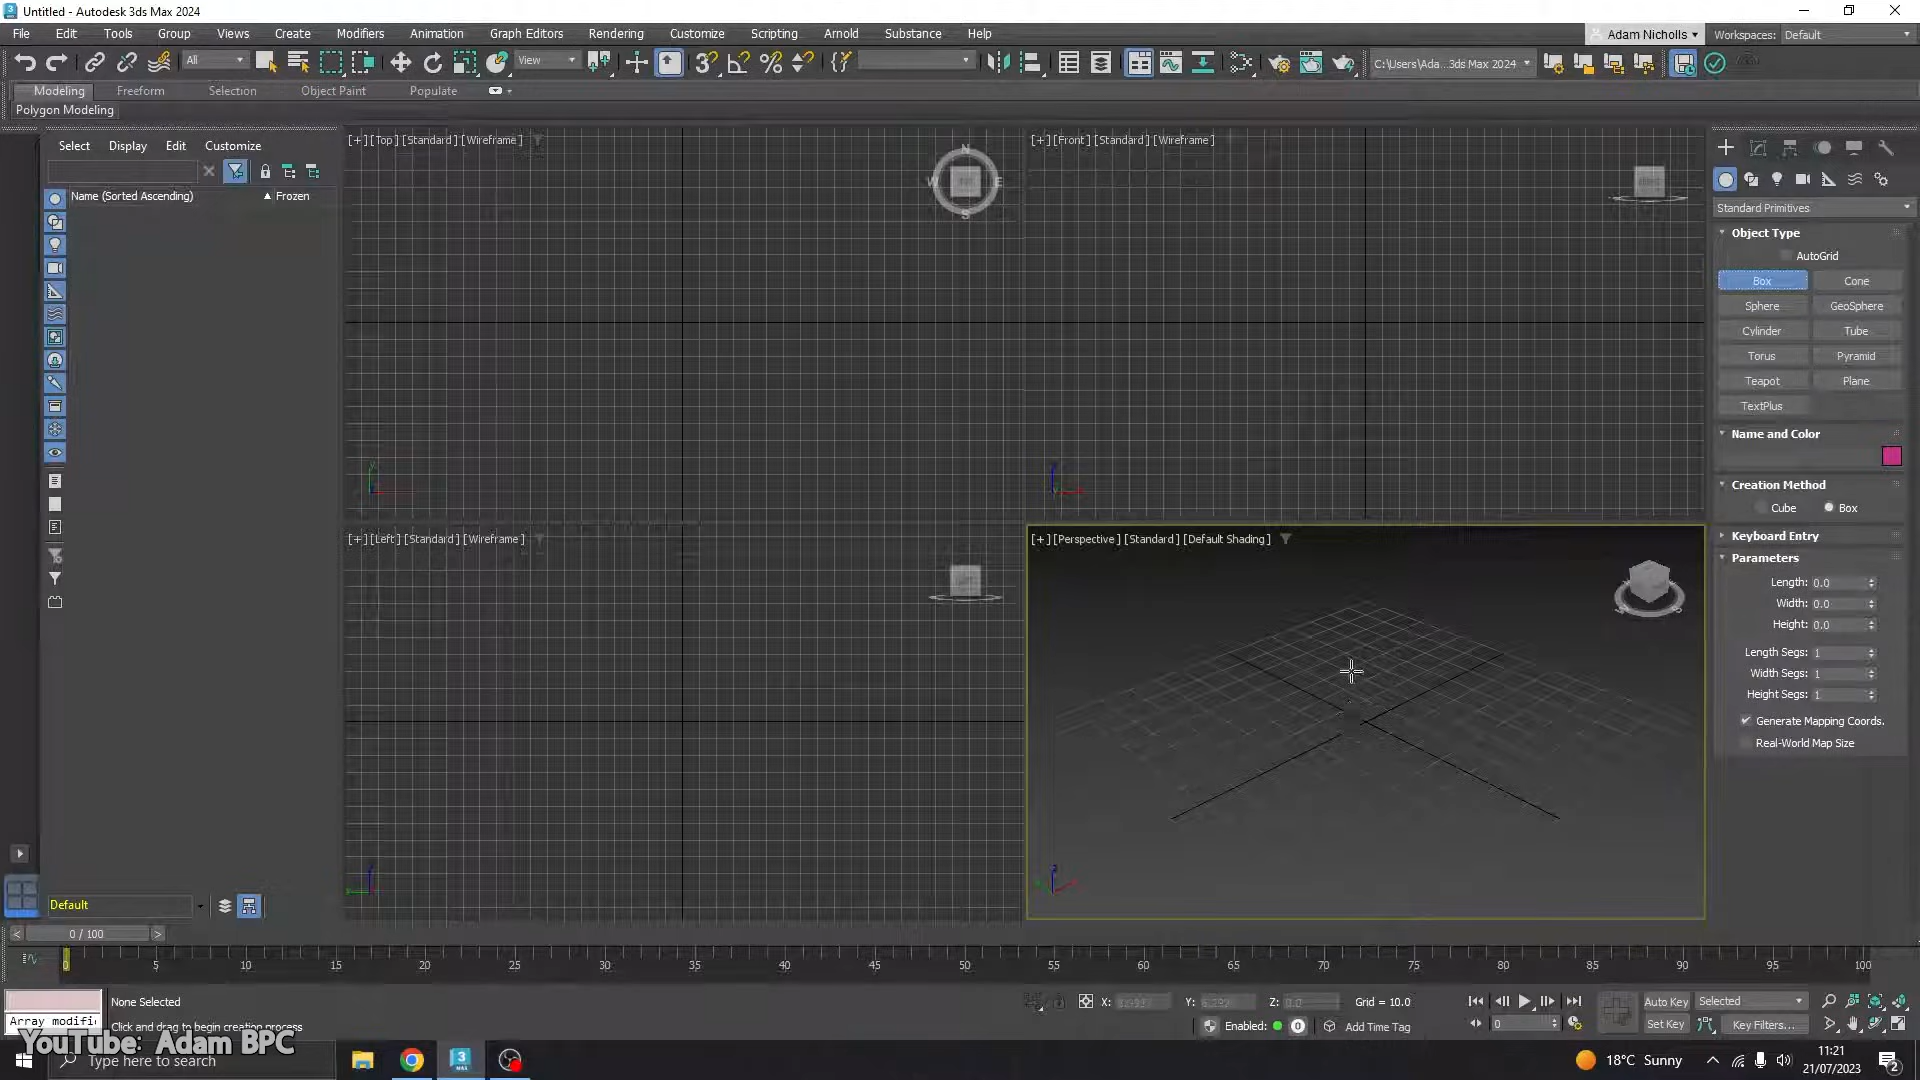 Untitled - Autodesk 3ds Max 2024
File Edit Tools Group Views Create Modifiers Animation Graph Editors Rendering Customize Scripting Arnold Substance Help
Adam Nicholls Workspaces: Default
All View C:\Users\Ada...3ds Max 2024
Modeling Freeform Selection Object Paint Populate
Polygon Modeling
Select Display Edit Customize
Name (Sorted Ascending) Frozen
[+] [Top] [Standard] [Wireframe]
N
W E
S
[+] [Front] [Standard] [Wireframe]
[+] [Left] [Standard] [Wireframe]
[+] [Perspective] [Standard] [Default Shading]
Standard Primitives
Object Type
AutoGrid
Box Cone
Sphere GeoSphere
Cylinder Tube
Torus Pyramid
Teapot Plane
TextPlus
Name and Color
Creation Method
Cube Box
Keyboard Entry
Parameters
Length: 0.0
Width: 0.0
Height: 0.0
Length Segs: 1
Width Segs: 1
Height Segs: 1
Generate Mapping Coords.
Real-World Map Size
Default
< 0 / 100 >
0 5 10 15 20 25 30 35 40 45 50 55 60 65 70 75 80 85 90 95 100
None Selected
X: Y: Z: 0.0 Grid = 10.0
Auto Key Selected
Array modifi
Click and drag to begin creation process
Enabled: 0 Add Time Tag
0
Set Key Key Filters...
YouTube: Adam BPC
Type here to search
18°C Sunny
11:21
21/07/2023
2